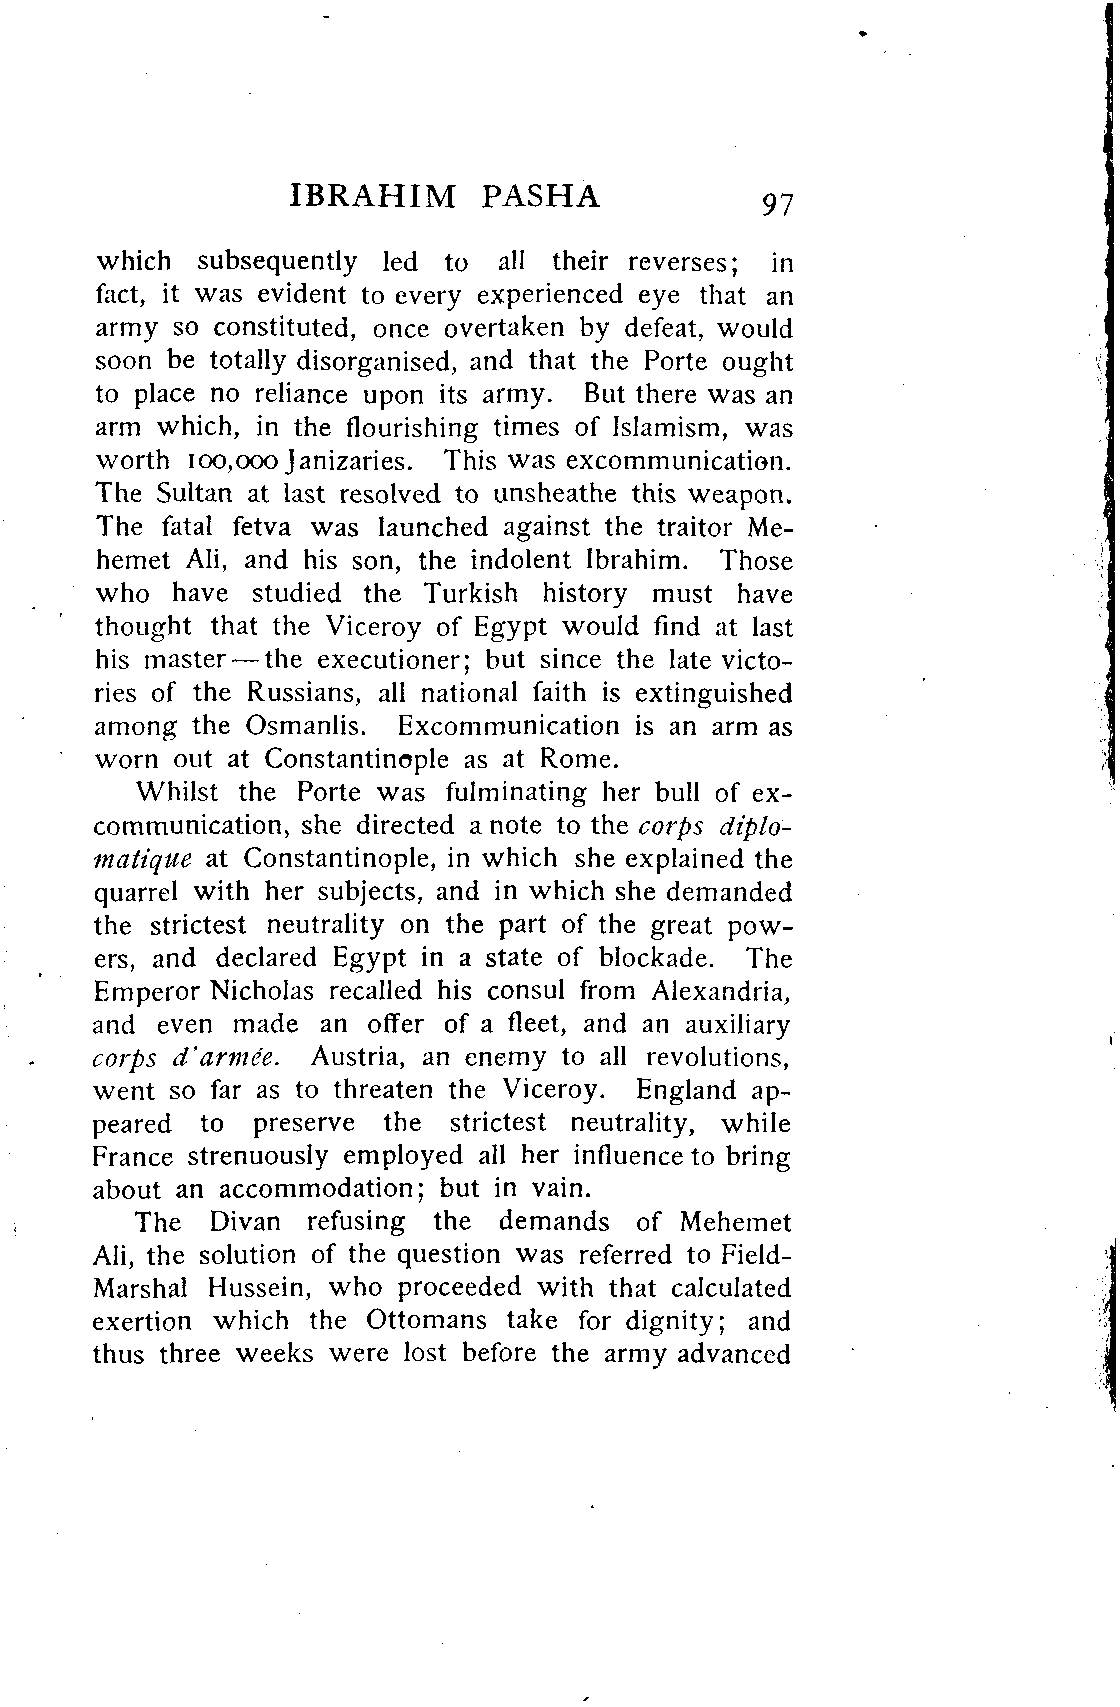 IBRAHIM PASHA 97
which subsequently led to all their reverses; in
fact, it was evident to every experienced eye that an
army so constituted, once overtaken by defeat, would
soon be totally disorganised, and that the Porte ought
to place no reliance upon its army. But there was an
arm which, in the flourishing times of Islamism, was
worth 100,000 Janizaries. This was excommunication.
The Sultan at last resolved to unsheathe this weapon.
The fatal fetva was launched against the traitor Me-
hemet Ali, and his son, the indolent Ibrahim. Those
who have studied the Turkish history must have
thought that the Viceroy of Egypt would find at last
his master—the executioner; but since the late victo-
ries of the Russians, all national faith is extinguished
among the Osmanlis. Excommunication is an arm as
worn out at Constantinople as at Rome.
Whilst the Porte was fulminating her bull of ex-
communication, she directed a note to the corps diplo-
matique at Constantinople, in which she explained the
quarrel with her subjects, and in which she demanded
the strictest neutrality on the part of the great pow-
ers, and declared Egypt in a state of blockade. The
Emperor Nicholas recalled his consul from Alexandria,
and even made an offer of a fleet, and an auxiliary
corps d'armée. Austria, an enemy to all revolutions,
went so far as to threaten the Viceroy. England ap-
peared to preserve the strictest neutrality, while
France strenuously employed all her influence to bring
about an accommodation; but in vain.
The Divan refusing the demands of Mehemet
Ali, the solution of the question was referred to Field-
Marshal Hussein, who proceeded with that calculated
exertion which the Ottomans take for dignity; and
thus three weeks were lost before the army advanced